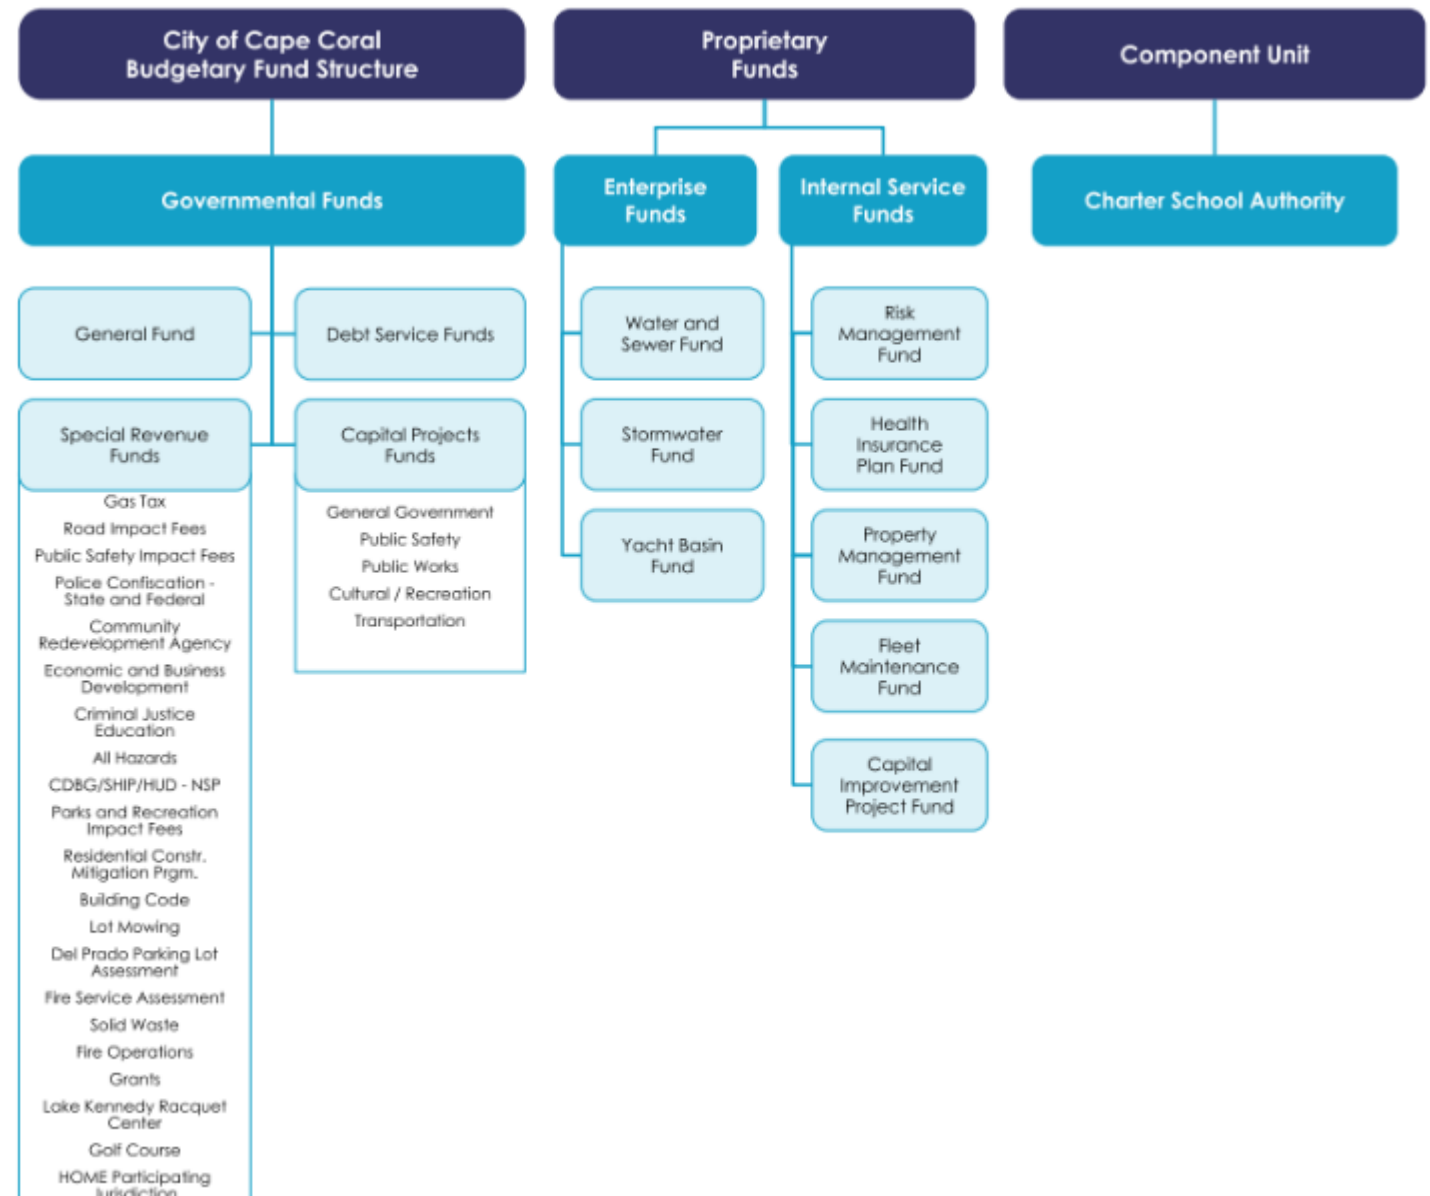 City of Cape Coral
Budgetary Fund Structure
Governmental Funds
General Fund
Debt Service Funds
Special Revenue
Funds
Gas Tax
Road Impact Fees
Public Safety Impact Fees
Police Confiscation -
State and Federal
Community
Redevelopment Agency
Economic and Business
Development
Criminal Justice
Education
All Hazards
CDBG/SHIP/HUD - NSP
Parks and Recreation
Impact Fees
Residential Constr.
Mitigation Prgm.
Building Code
Lot Mowing
Del Prado Parking Lot
Assessment
Fire Service Assessment
Solid Waste
Fire Operations
Grants
Lake Kennedy Racquet
Center
Golf Course
HOME Participating
Jurisdiction
Capital Projects
Funds
General Government
Public Safety
Public Works
Cultural / Recreation
Transportation
Proprietary
Funds
Enterprise
Funds
Water and
Sewer Fund
Stormwater
Fund
Yacht Basin
Fund
Internal Service
Funds
Risk
Management
Fund
Health
Insurance
Plan Fund
Property
Management
Fund
Fleet
Maintenance
Fund
Capital
Improvement
Project Fund
Component Unit
Charter School Authority